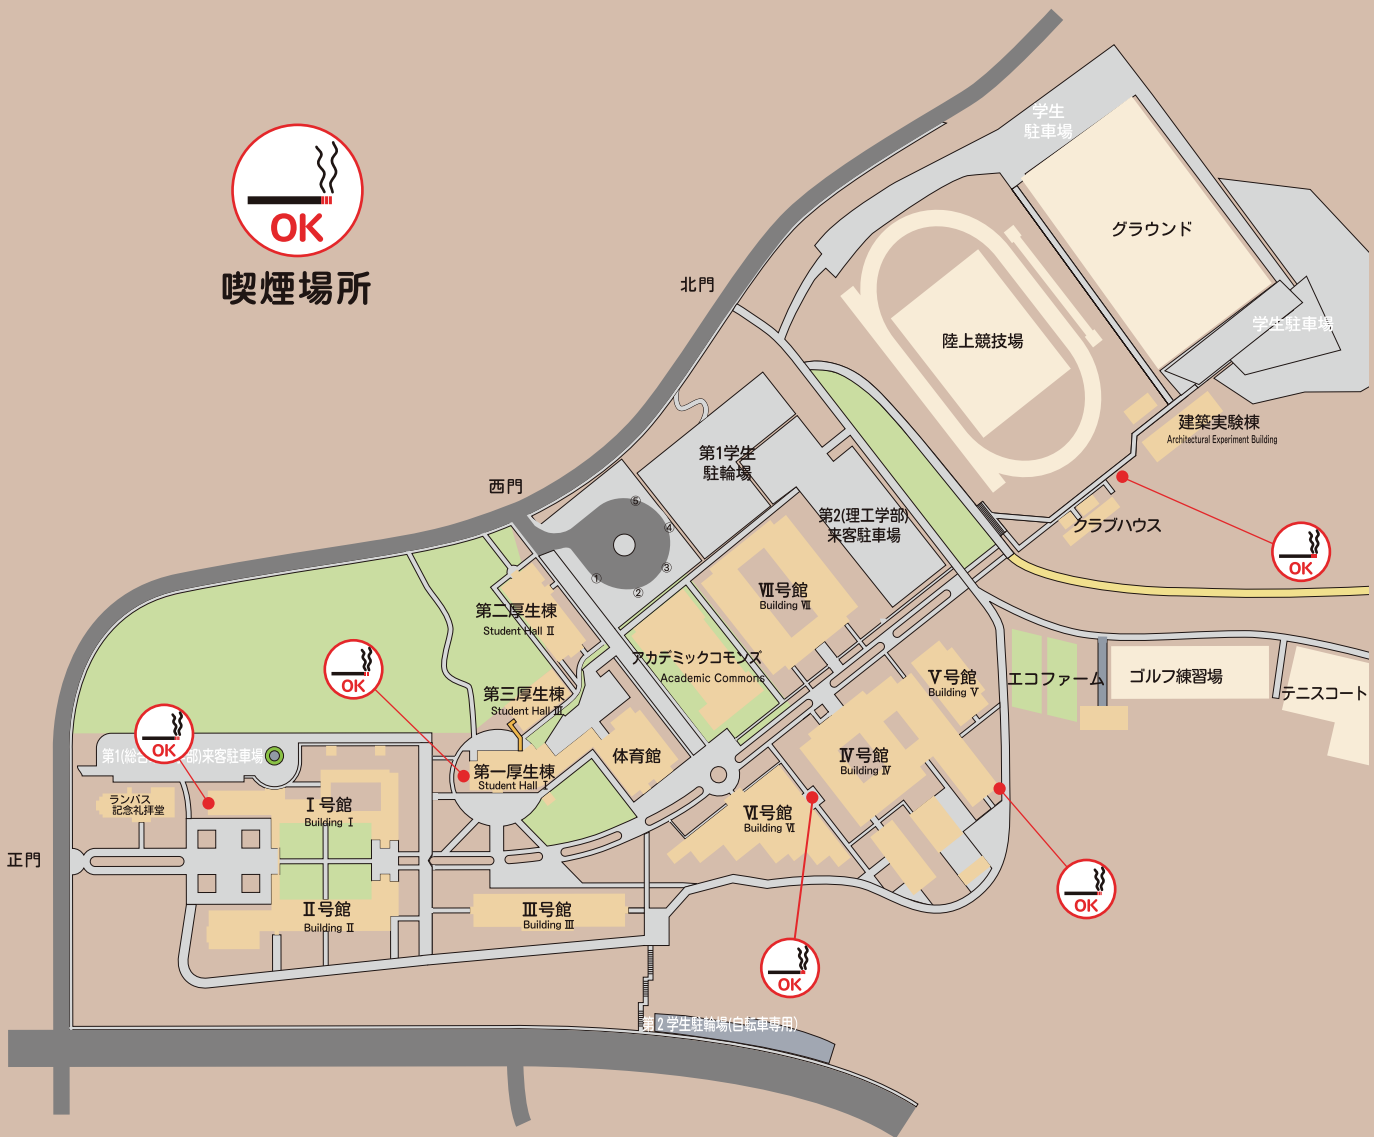 OK
喫煙場所
学生
駐車場
グラウンド
北門
学生駐車場
陸上競技場
建築実験棟
Architectural Experiment Building
第1学生
駐輪場
西門
⑤
④
③
②
①
第2(理工学部)
来客駐車場
クラブハウス
OK
Ⅶ号館
Building Ⅶ
第二厚生棟
Student Hall Ⅱ
アカデミックコモンズ
Academic Commons
Ⅴ号館
Building Ⅴ
エコファーム
ゴルフ練習場
テニスコート
OK
第三厚生棟
Student Hall Ⅲ
OK
第1(総合
部)来客駐車場
体育館
Ⅳ号館
Building Ⅳ
第一厚生棟
Student Hall Ⅰ
ランバス
記念礼拝堂
Ⅰ号館
Building Ⅰ
Ⅵ号館
Building Ⅵ
正門
OK
Ⅱ号館
Building Ⅱ
Ⅲ号館
Building Ⅲ
OK
第2学生駐輪場(自転車専用)